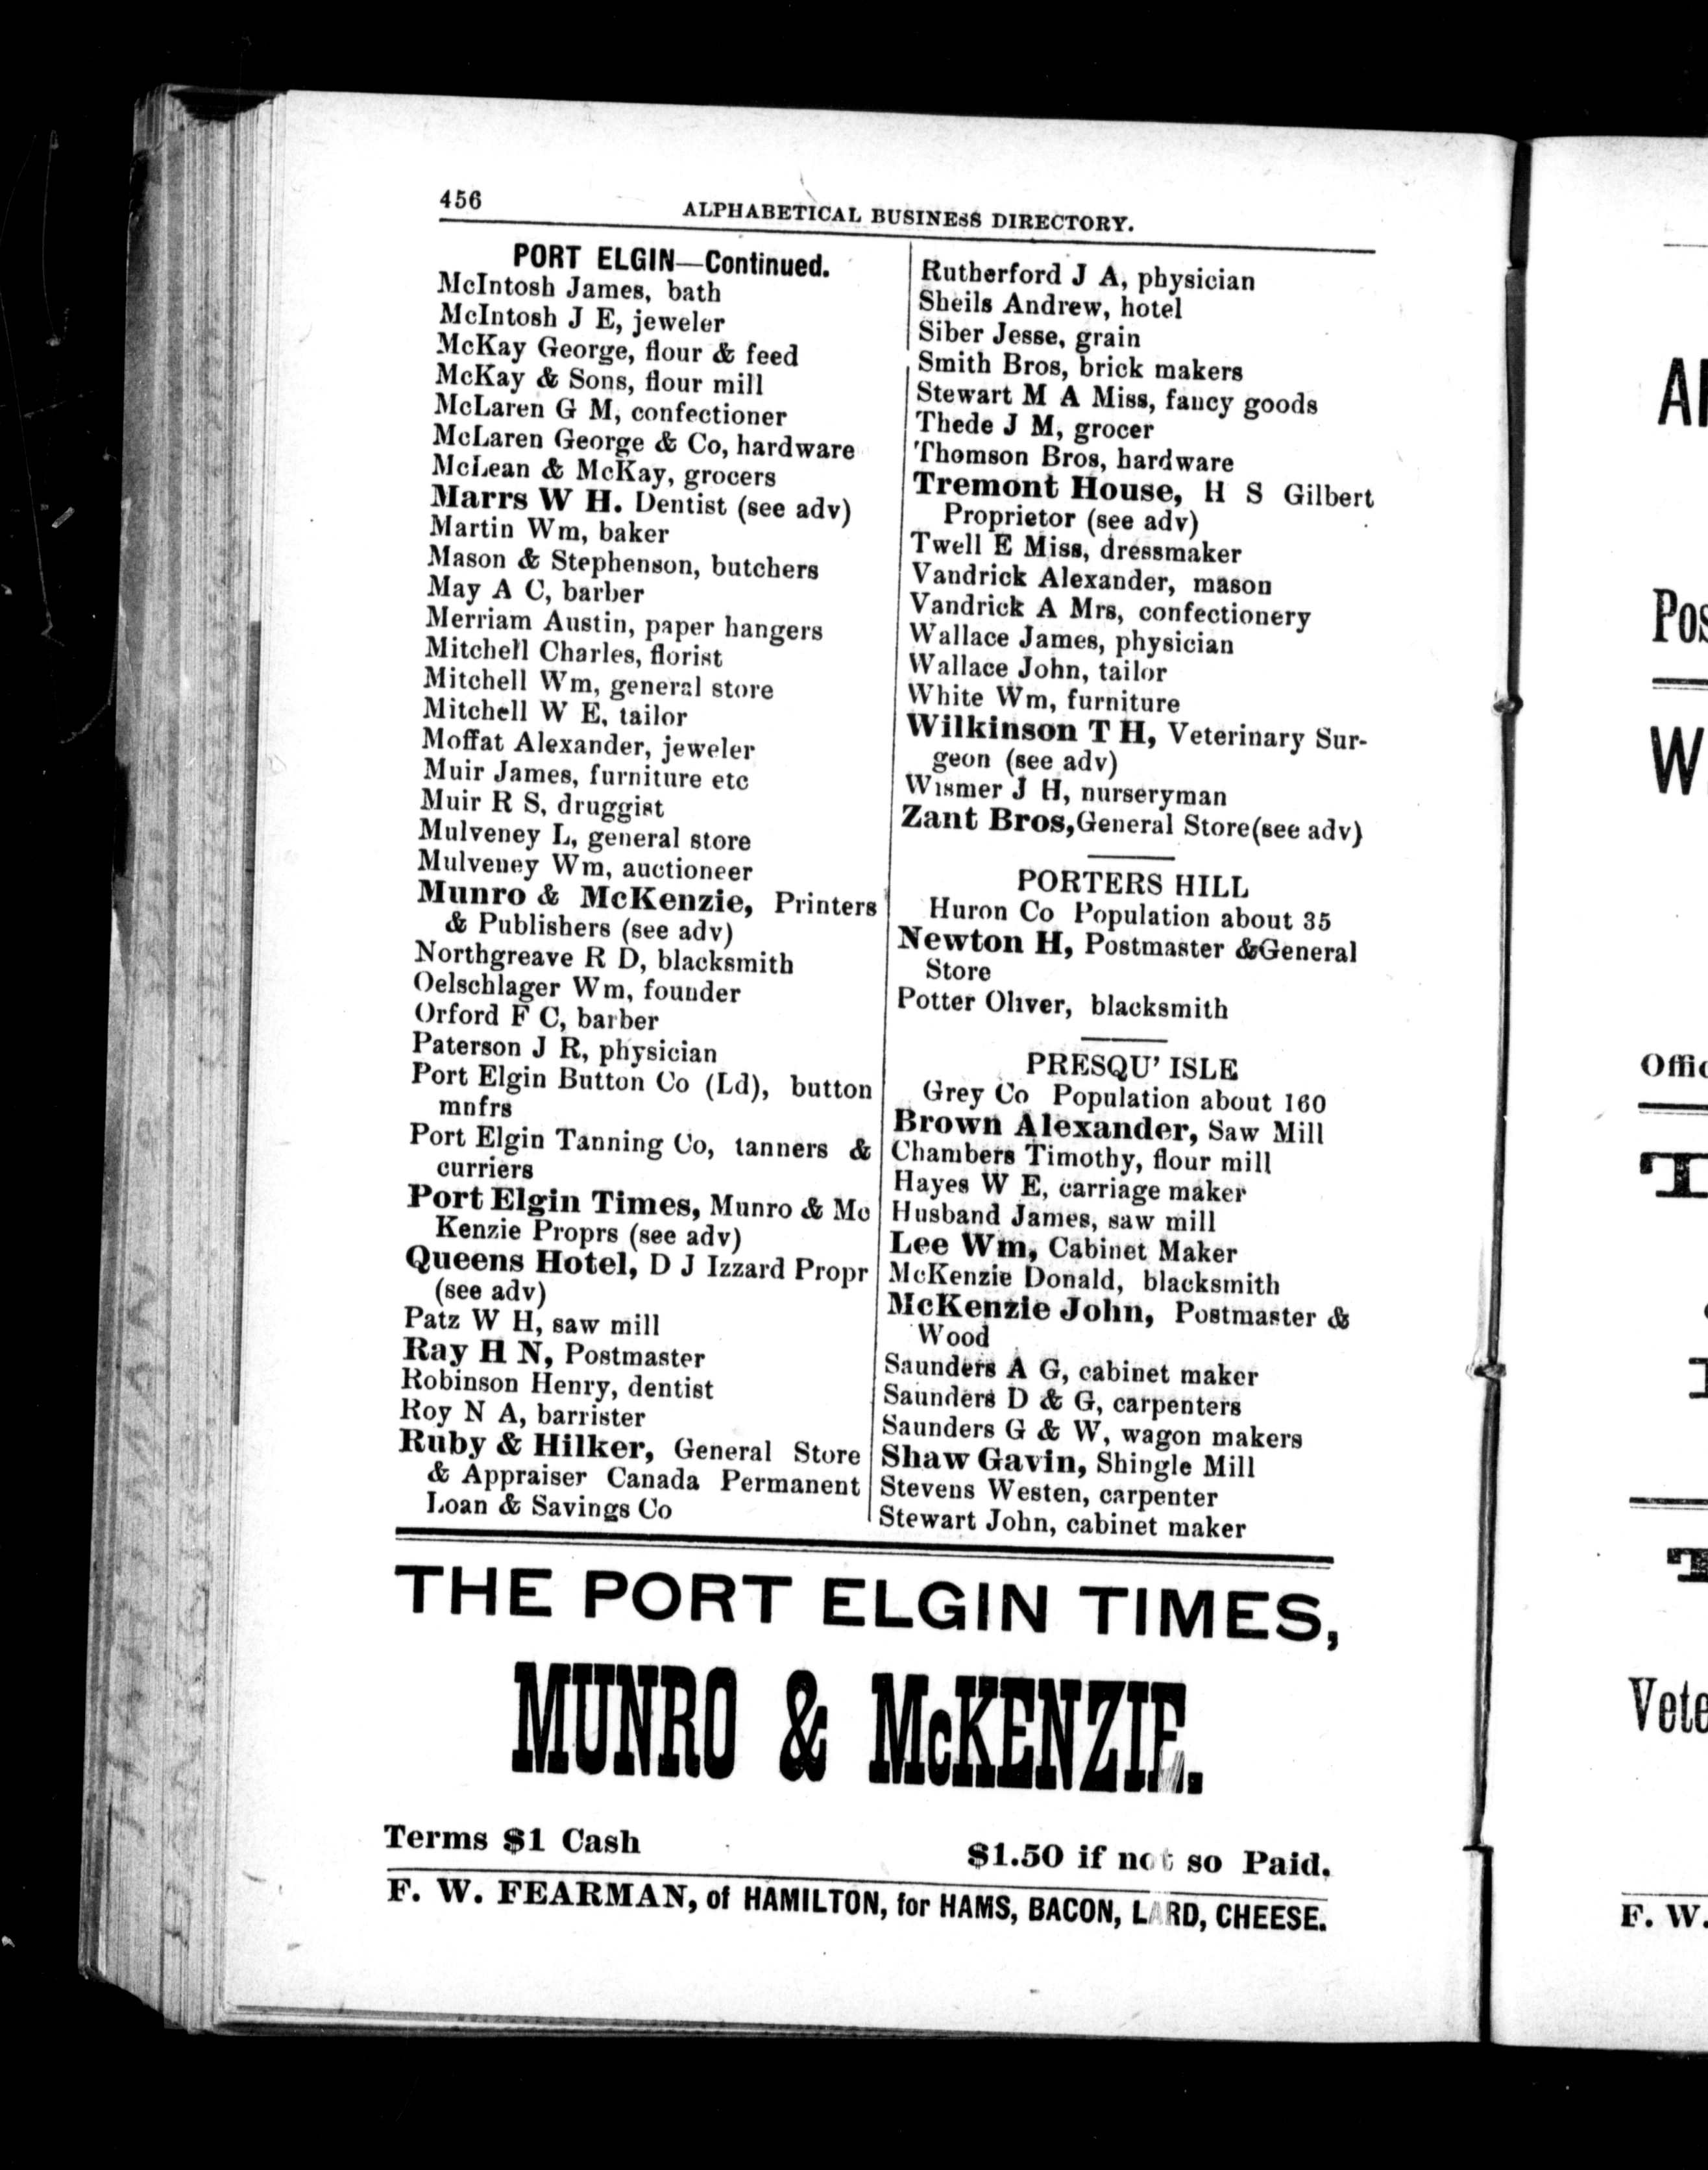 456
ALPHABETICAL BUSINESS DIRECTORY.
PORT ELGIN—Continued.
McIntosh James, bath
McIntosh J E, jeweler
McKay George, flour & feed
McKay & Sons, flour mill
McLaren G M, confectioner
McLaren George & Co, hardware
McLean & McKay, grocers
Marrs W H. Dentist (see adv)
Martin Wm, baker
Mason & Stephenson, butchers
May A C, barber
Merriam Austin, paper hangers
Mitchell Charles, florist
Mitchell Wm, general store
Mitchell W E, tailor
Moffat Alexander, jeweler
Muir James, furniture etc
Muir R S, druggist
Mulveney L, general store
Mulveney Wm, auctioneer
Munro & McKenzie, Printers
& Publishers (see adv)
Northgreave R D, blacksmith
Oelschlager Wm, founder
Orford F C, barber
Paterson J R, physician
Port Elgin Button Co (Ld), button
mnfrs
Port Elgin Tanning Co, tanners &
curriers
Port Elgin Times, Munro & Mc
Kenzie Proprs (see adv)
Queens Hotel, D J Izzard Propr
(see adv)
Patz W H, saw mill
Ray H N, Postmaster
Robinson Henry, dentist
Roy N A, barrister
Ruby & Hilker, General Store
& Appraiser Canada Permanent
Loan & Savings Co
Rutherford J A, physician
Sheils Andrew, hotel
Siber Jesse, grain
Smith Bros, brick makers
Stewart M A Miss, fancy goods
Thede J M, grocer
Thomson Bros, hardware
Tremont House, H S Gilbert
Proprietor (see adv)
Twell E Miss, dressmaker
Vandrick Alexander, mason
Vandrick A Mrs, confectionery
Wallace James, physician
Wallace John, tailor
White Wm, furniture
Wilkinson T H, Veterinary Sur-
geon (see adv)
Wismer J H, nurseryman
Zant Bros,General Store(see adv)
PORTERS HILL
Huron Co Population about 35
Newton H, Postmaster &General
Store
Potter Oliver, blacksmith
PRESQU' ISLE
Grey Co Population about 160
Brown Alexander, Saw Mill
Chambers Timothy, flour mill
Hayes W E, carriage maker
Husband James, saw mill
Lee Wm, Cabinet Maker
McKenzie Donald, blacksmith
McKenzie John, Postmaster &
Wood
Saunders A G, cabinet maker
Saunders D & G, carpenters
Saunders G & W, wagon makers
Shaw Gavin, Shingle Mill
Stevens Westen, carpenter
Stewart John, cabinet maker
THE PORT ELGIN TIMES,
MUNRO & McKENZIE.
Terms $1 Cash $1.50 if not so Paid.
F. W. FEARMAN, of HAMILTON, for HAMS, BACON, LARD, CHEESE.
F. W.